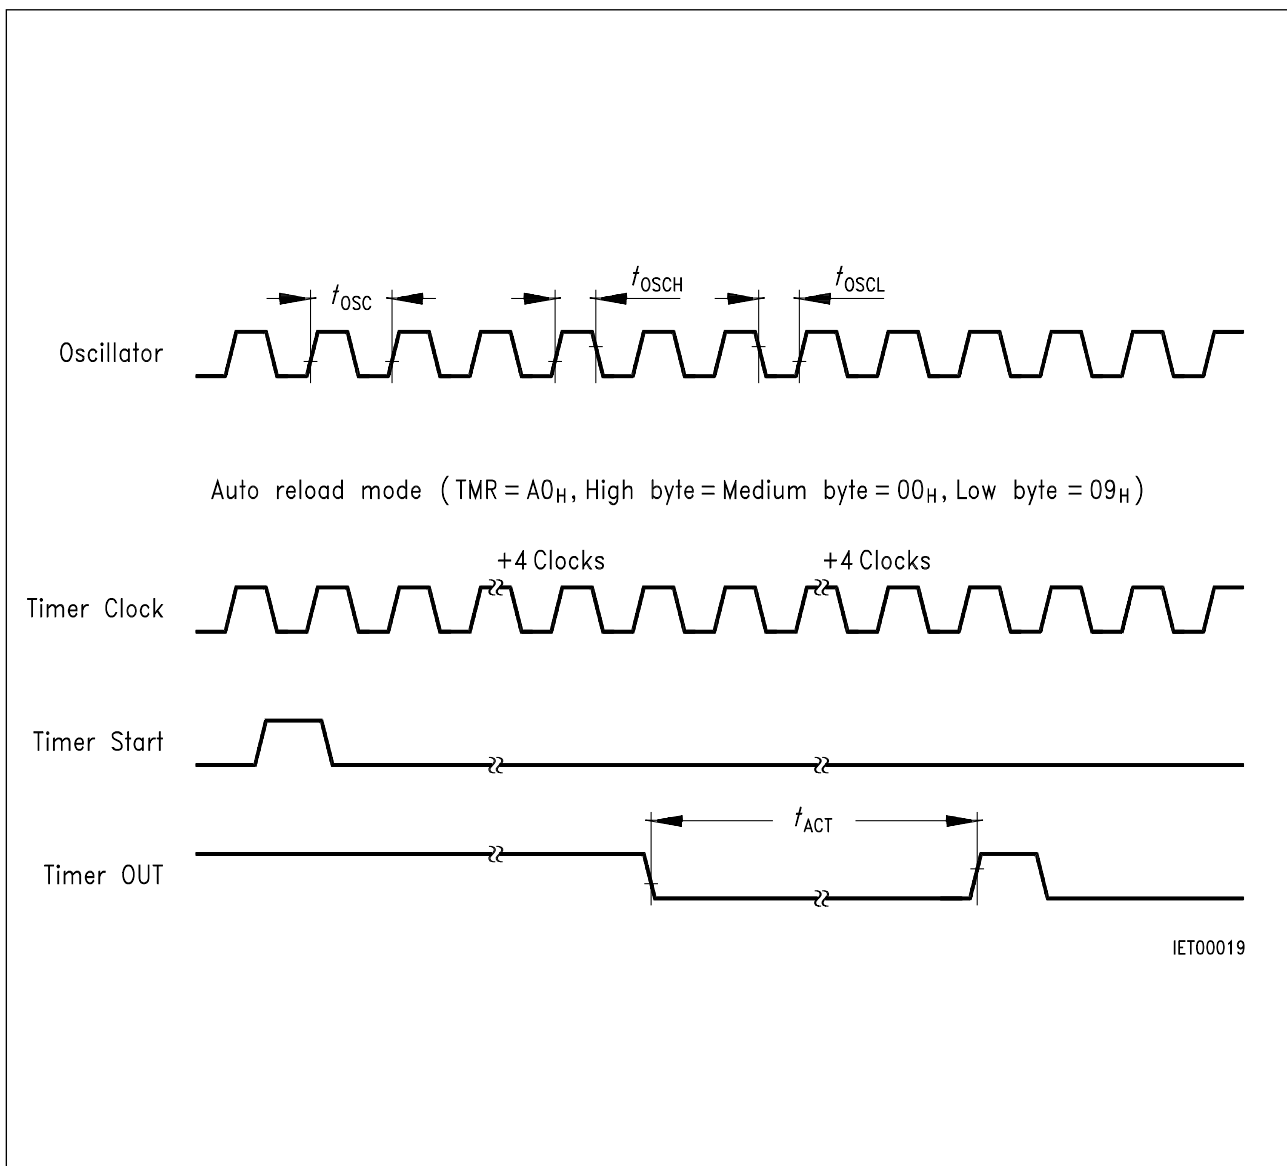 tOSC
tOSCH
tOSCL
Oscillator
Auto reload mode (TMR = A0H, High byte = Medium byte = 00H, Low byte = 09H)
+4 Clocks
+4 Clocks
Timer Clock
Timer Start
tACT
Timer OUT
IET00019